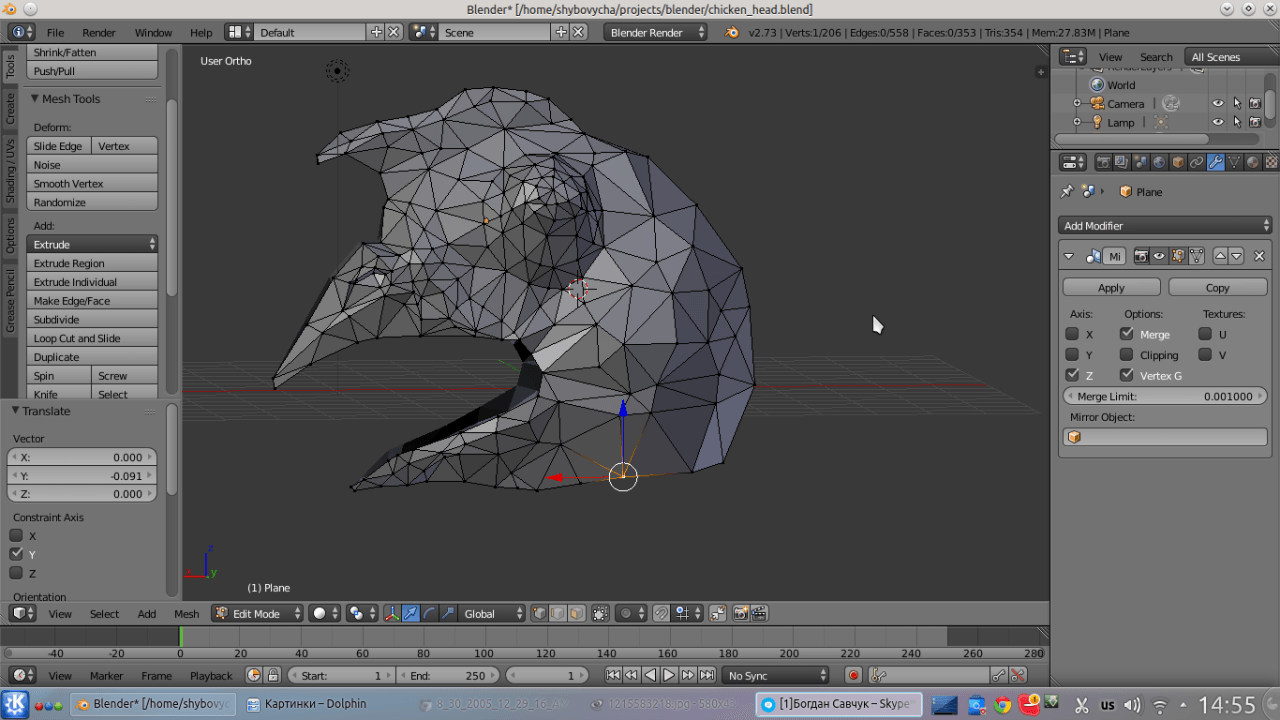 Blender* [/home/shybovycha/projects/blender/chicken_head.blend]
File Render Window Help Default Scene Blender Render v2.73 | Verts:1/206 | Edges:0/558 | Faces:0/353 | Tris:354 | Mem:27.83M | Plane
Tools
Create
Shading / UVs
Options
Grease Pencil
Shrink/Fatten
Push/Pull
Mesh Tools
Deform:
Slide Edge Vertex
Noise
Smooth Vertex
Randomize
Add:
Extrude
Extrude Region
Extrude Individual
Make Edge/Face
Subdivide
Loop Cut and Slide
Duplicate
Spin Screw
Knife Select
Translate
Vector
X: 0.000
Y: -0.091
Z: 0.000
Constraint Axis
X
Y
Z
Orientation
User Ortho
z
y
(1) Plane
View Search All Scenes
RenderLayers
World
Camera
Lamp
Plane
Add Modifier
Mi
Apply Copy
Axis: Options: Textures:
X Merge U
Y Clipping V
Z Vertex G
Merge Limit: 0.001000
Mirror Object:
View Select Add Mesh Edit Mode Global
-40 -20 0 20 40 60 80 100 120 140 160 180 200 220 240 260 280
View Marker Frame Playback Start: 1 End: 250 1 No Sync
Blender* [/home/shybovyc Картинки – Dolphin [1]Богдан Савчук – Skype us 14:55